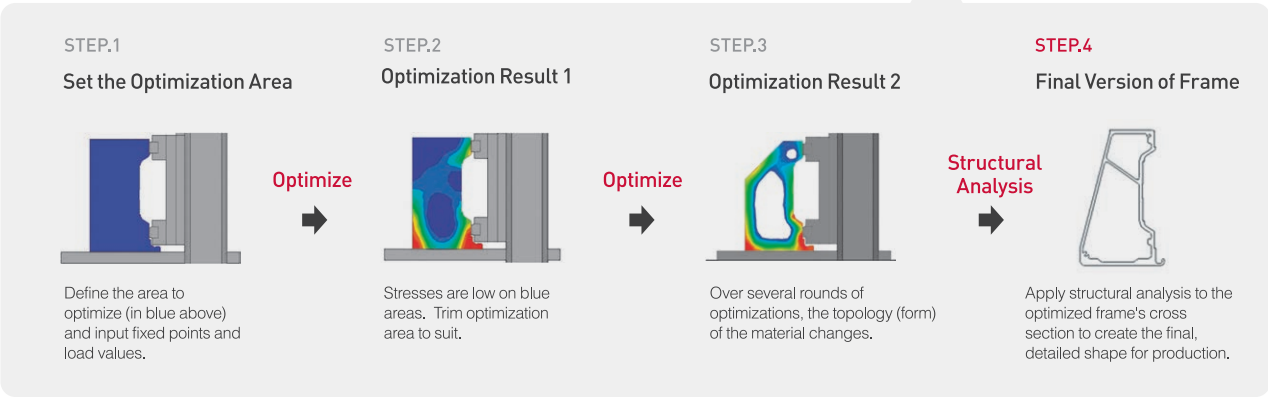 STEP.1
Set the Optimization Area
Define the area to
optimize (in blue above)
and input fixed points and
load values.
Optimize
STEP.2
Optimization Result 1
Stresses are low on blue
areas.  Trim optimization
area to suit.
Optimize
STEP.3
Optimization Result 2
Over several rounds of
optimizations, the topology (form)
of the material changes.
Structural
Analysis
STEP.4
Final Version of Frame
Apply structural analysis to the
optimized frame's cross
section to create the final,
detailed shape for production.